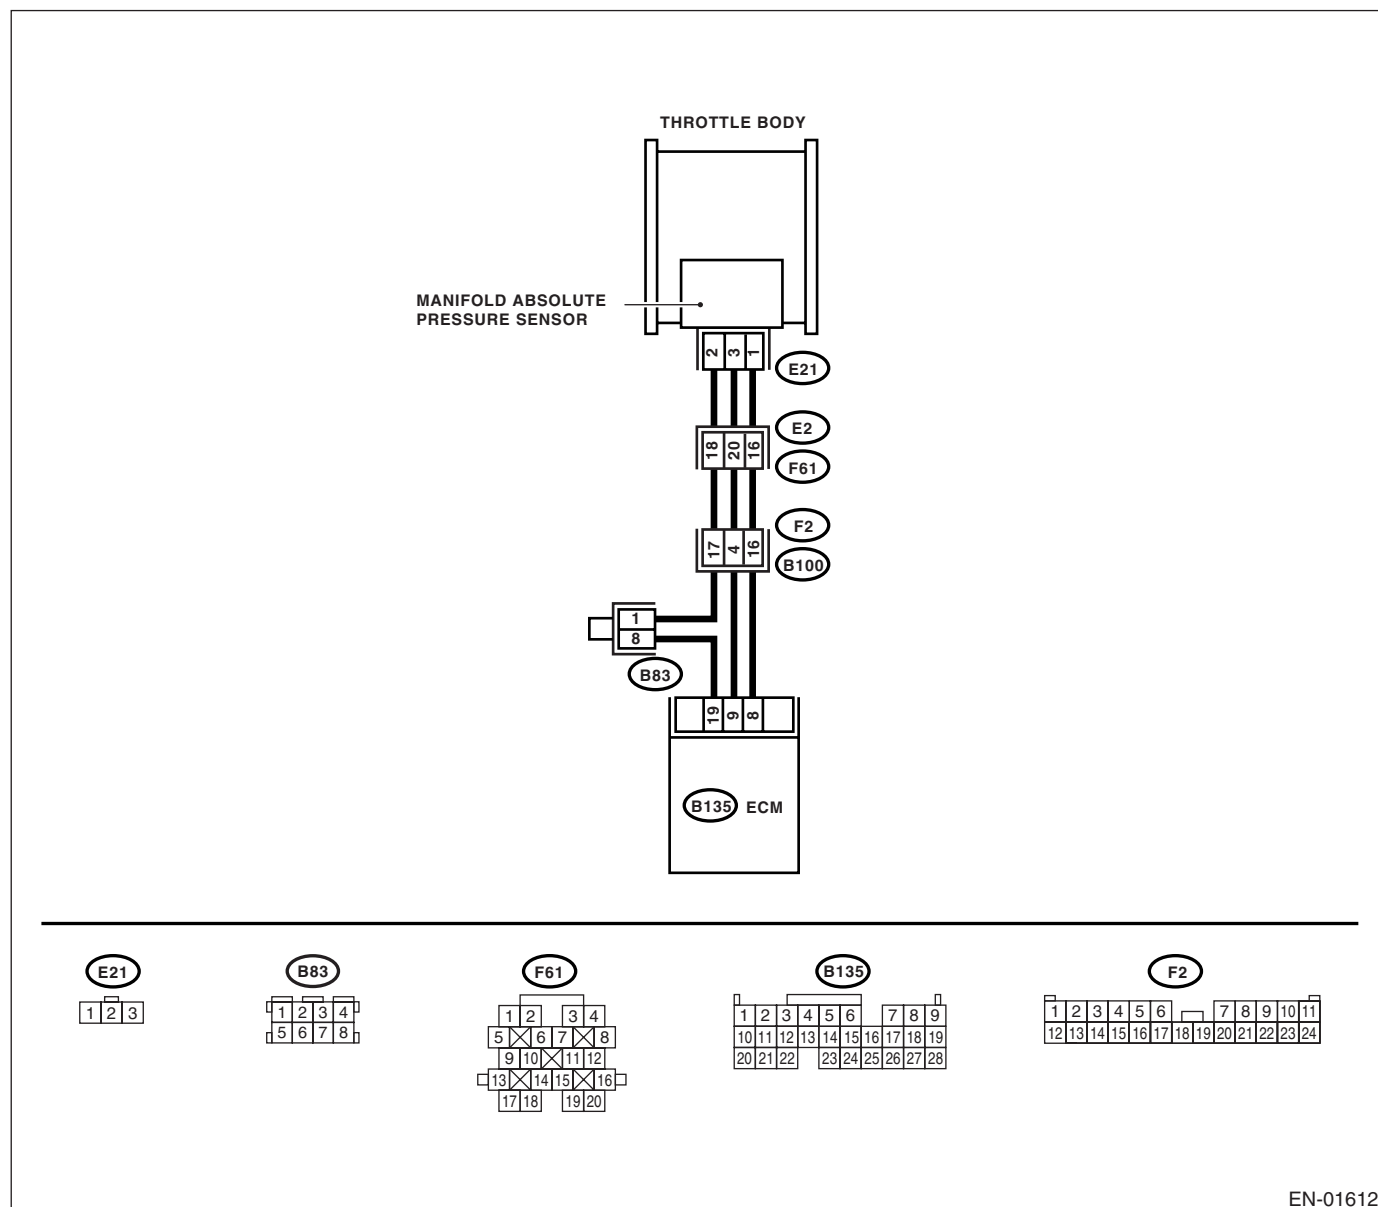 THROTTLE BODY
MANIFOLD ABSOLUTE
PRESSURE SENSOR
2 3 1
E21
E2
18 20 16
F61
F2
17 4 16
B100
1
8
B83
19 9 8
B135 ECM
E21
1 2 3
B83
1 2 3 4
5 6 7 8
F61
1 2 3 4
5 6 7 8
9 10 11 12
13 14 15 16
17 18 19 20
B135
1 2 3 4 5 6 7 8 9
10 11 12 13 14 15 16 17 18 19
20 21 22 23 24 25 26 27 28
F2
1 2 3 4 5 6 7 8 9 10 11
12 13 14 15 16 17 18 19 20 21 22 23 24
EN-01612